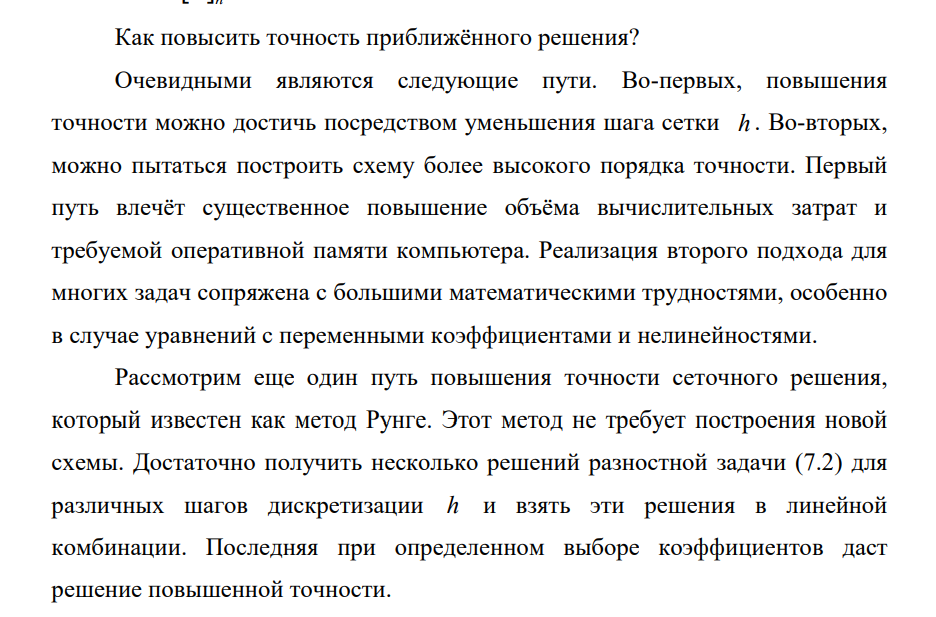 Как повысить точность приближённого решения?
Очевидными являются следующие пути. Во-первых, повышения
точности можно достичь посредством уменьшения шага сетки h. Во-вторых,
можно пытаться построить схему более высокого порядка точности. Первый
путь влечёт существенное повышение объёма вычислительных затрат и
требуемой оперативной памяти компьютера. Реализация второго подхода для
многих задач сопряжена с большими математическими трудностями, особенно
в случае уравнений с переменными коэффициентами и нелинейностями.
Рассмотрим еще один путь повышения точности сеточного решения,
который известен как метод Рунге. Этот метод не требует построения новой
схемы. Достаточно получить несколько решений разностной задачи (7.2) для
различных шагов дискретизации h и взять эти решения в линейной
комбинации. Последняя при определенном выборе коэффициентов даст
решение повышенной точности.